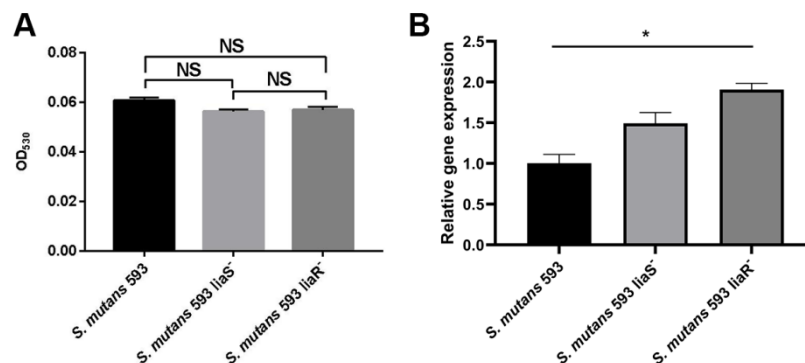 A
OD530
0.08
0.06
0.04
0.02
0.00
NS
NS
NS
S. mutans 593
S. mutans 593 liaS-
S. mutans 593 liaR-
B
Relative gene expression
2.5
2.0
1.5
1.0
0.5
0.0
*
S. mutans 593
S. mutans 593 liaS-
S. mutans 593 liaR-